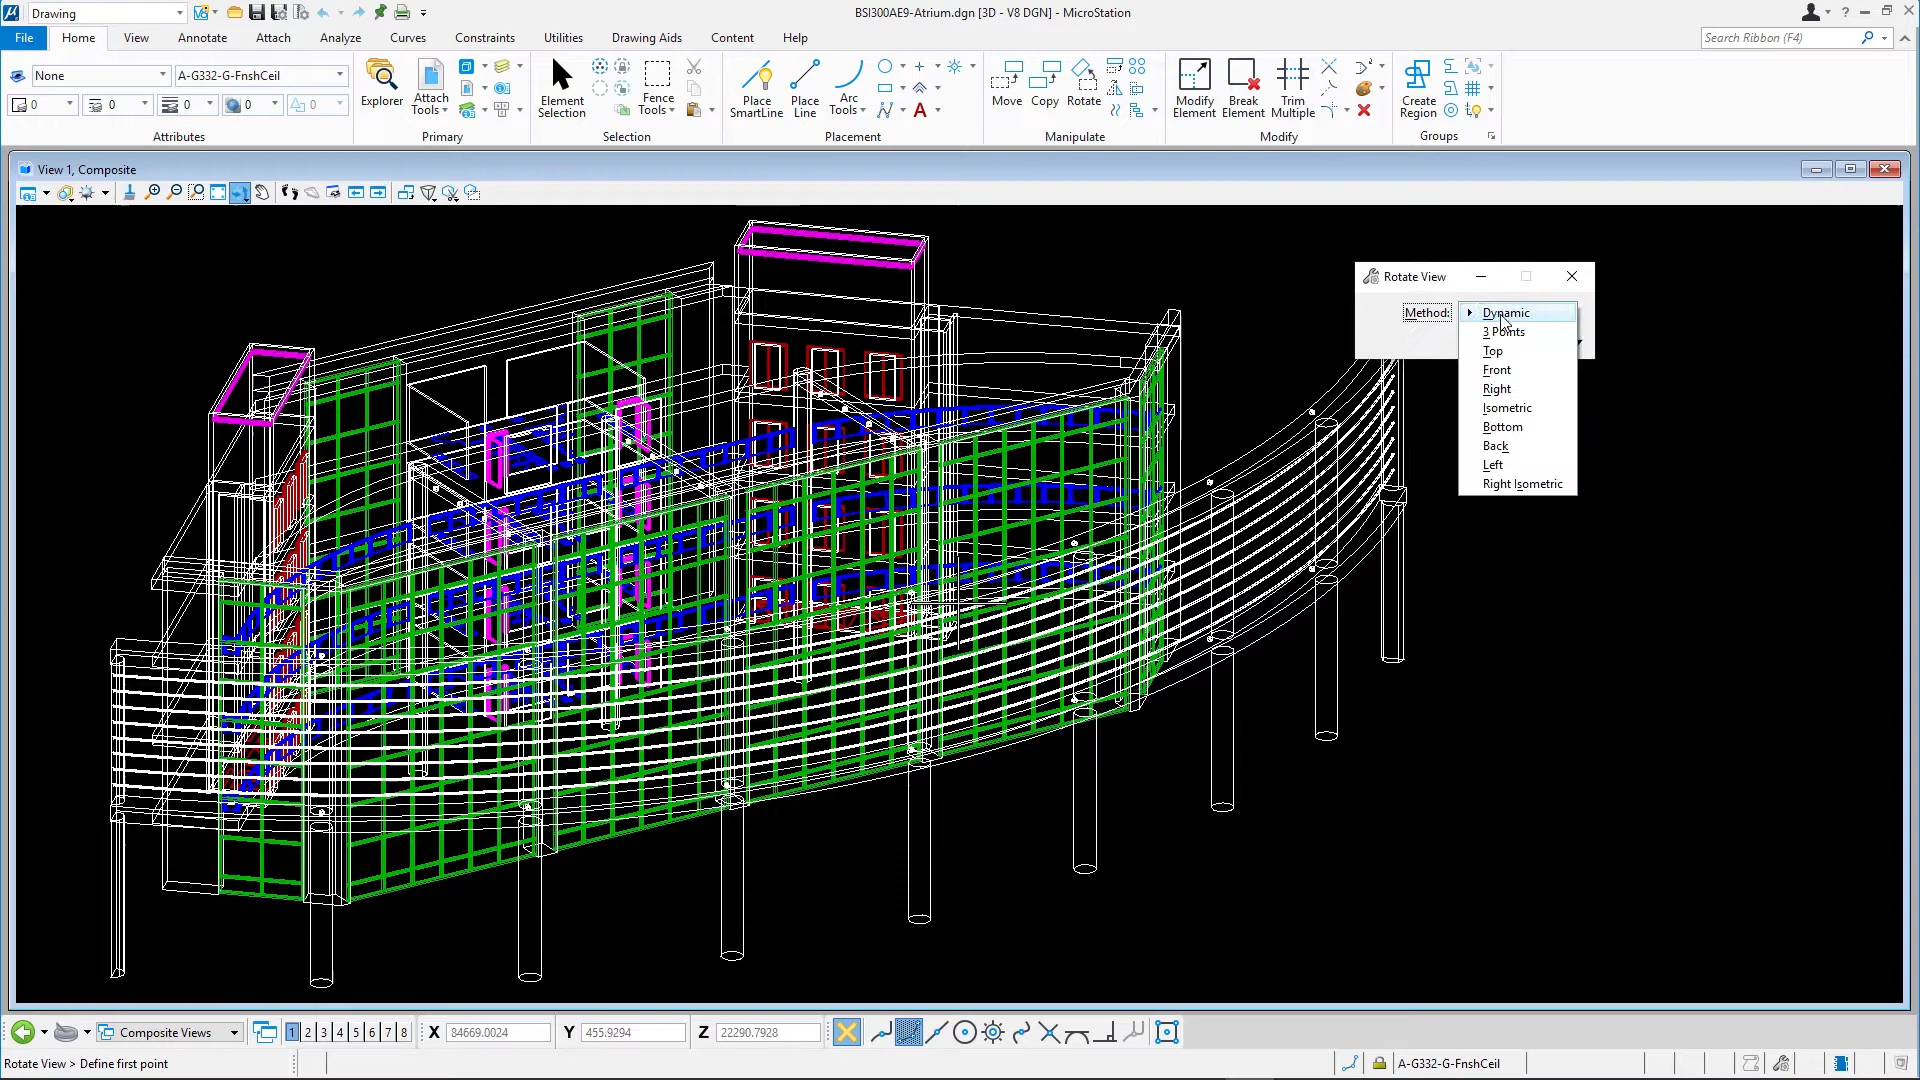 Drawing
BSI300AE9-Atrium.dgn [3D - V8 DGN] - MicroStation
File
Home
View
Annotate
Attach
Analyze
Curves
Constraints
Utilities
Drawing Aids
Content
Help
Search Ribbon (F4)
None
A-G332-G-FnshCeil
0
0
0
0
0
Attributes
Explorer
Attach
Tools
Primary
Element
Selection
Fence
Tools
Selection
Place
SmartLine
Place
Line
Arc
Tools
Placement
Move
Copy
Rotate
Manipulate
Modify
Element
Break
Element
Trim
Multiple
Modify
Create
Region
Groups
View 1, Composite
Rotate View
Method:
Dynamic
3 Points
Top
Front
Right
Isometric
Bottom
Back
Left
Right Isometric
Composite Views
1 2 3 4 5 6 7 8
X 84669.0024
Y 455.9294
Z 22290.7928
Rotate View > Define first point
A-G332-G-FnshCeil